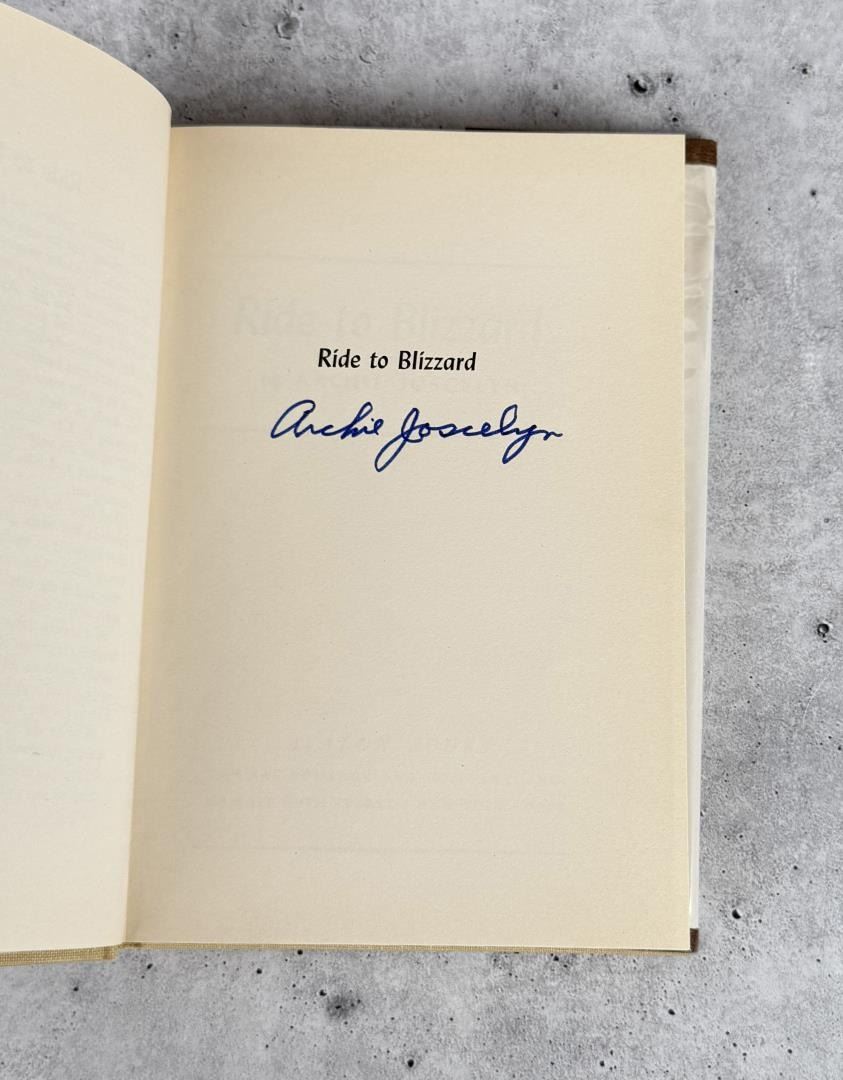 Ride to Blizzard
Archie Joscelyn